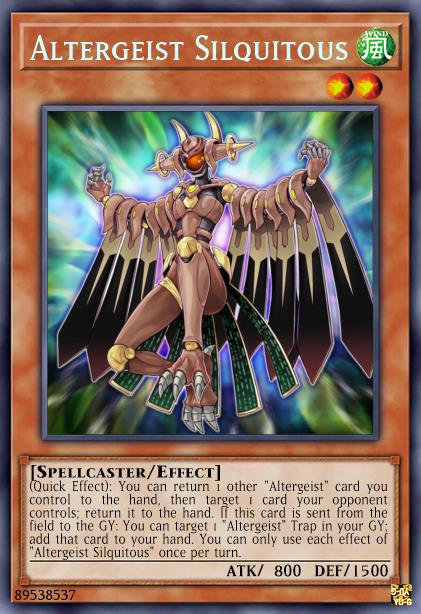 ALTERGEIST SILQUITOUS
WIND
風
[SPELLCASTER/EFFECT]
(Quick Effect): You can return 1 other "Altergeist" card you
control to the hand, then target 1 card your opponent
controls; return it to the hand. If this card is sent from the
field to the GY: You can target 1 "Altergeist" Trap in your GY;
add that card to your hand. You can only use each effect of
"Altergeist Silquitous" once per turn.
ATK/ 800 DEF/1500
89538537